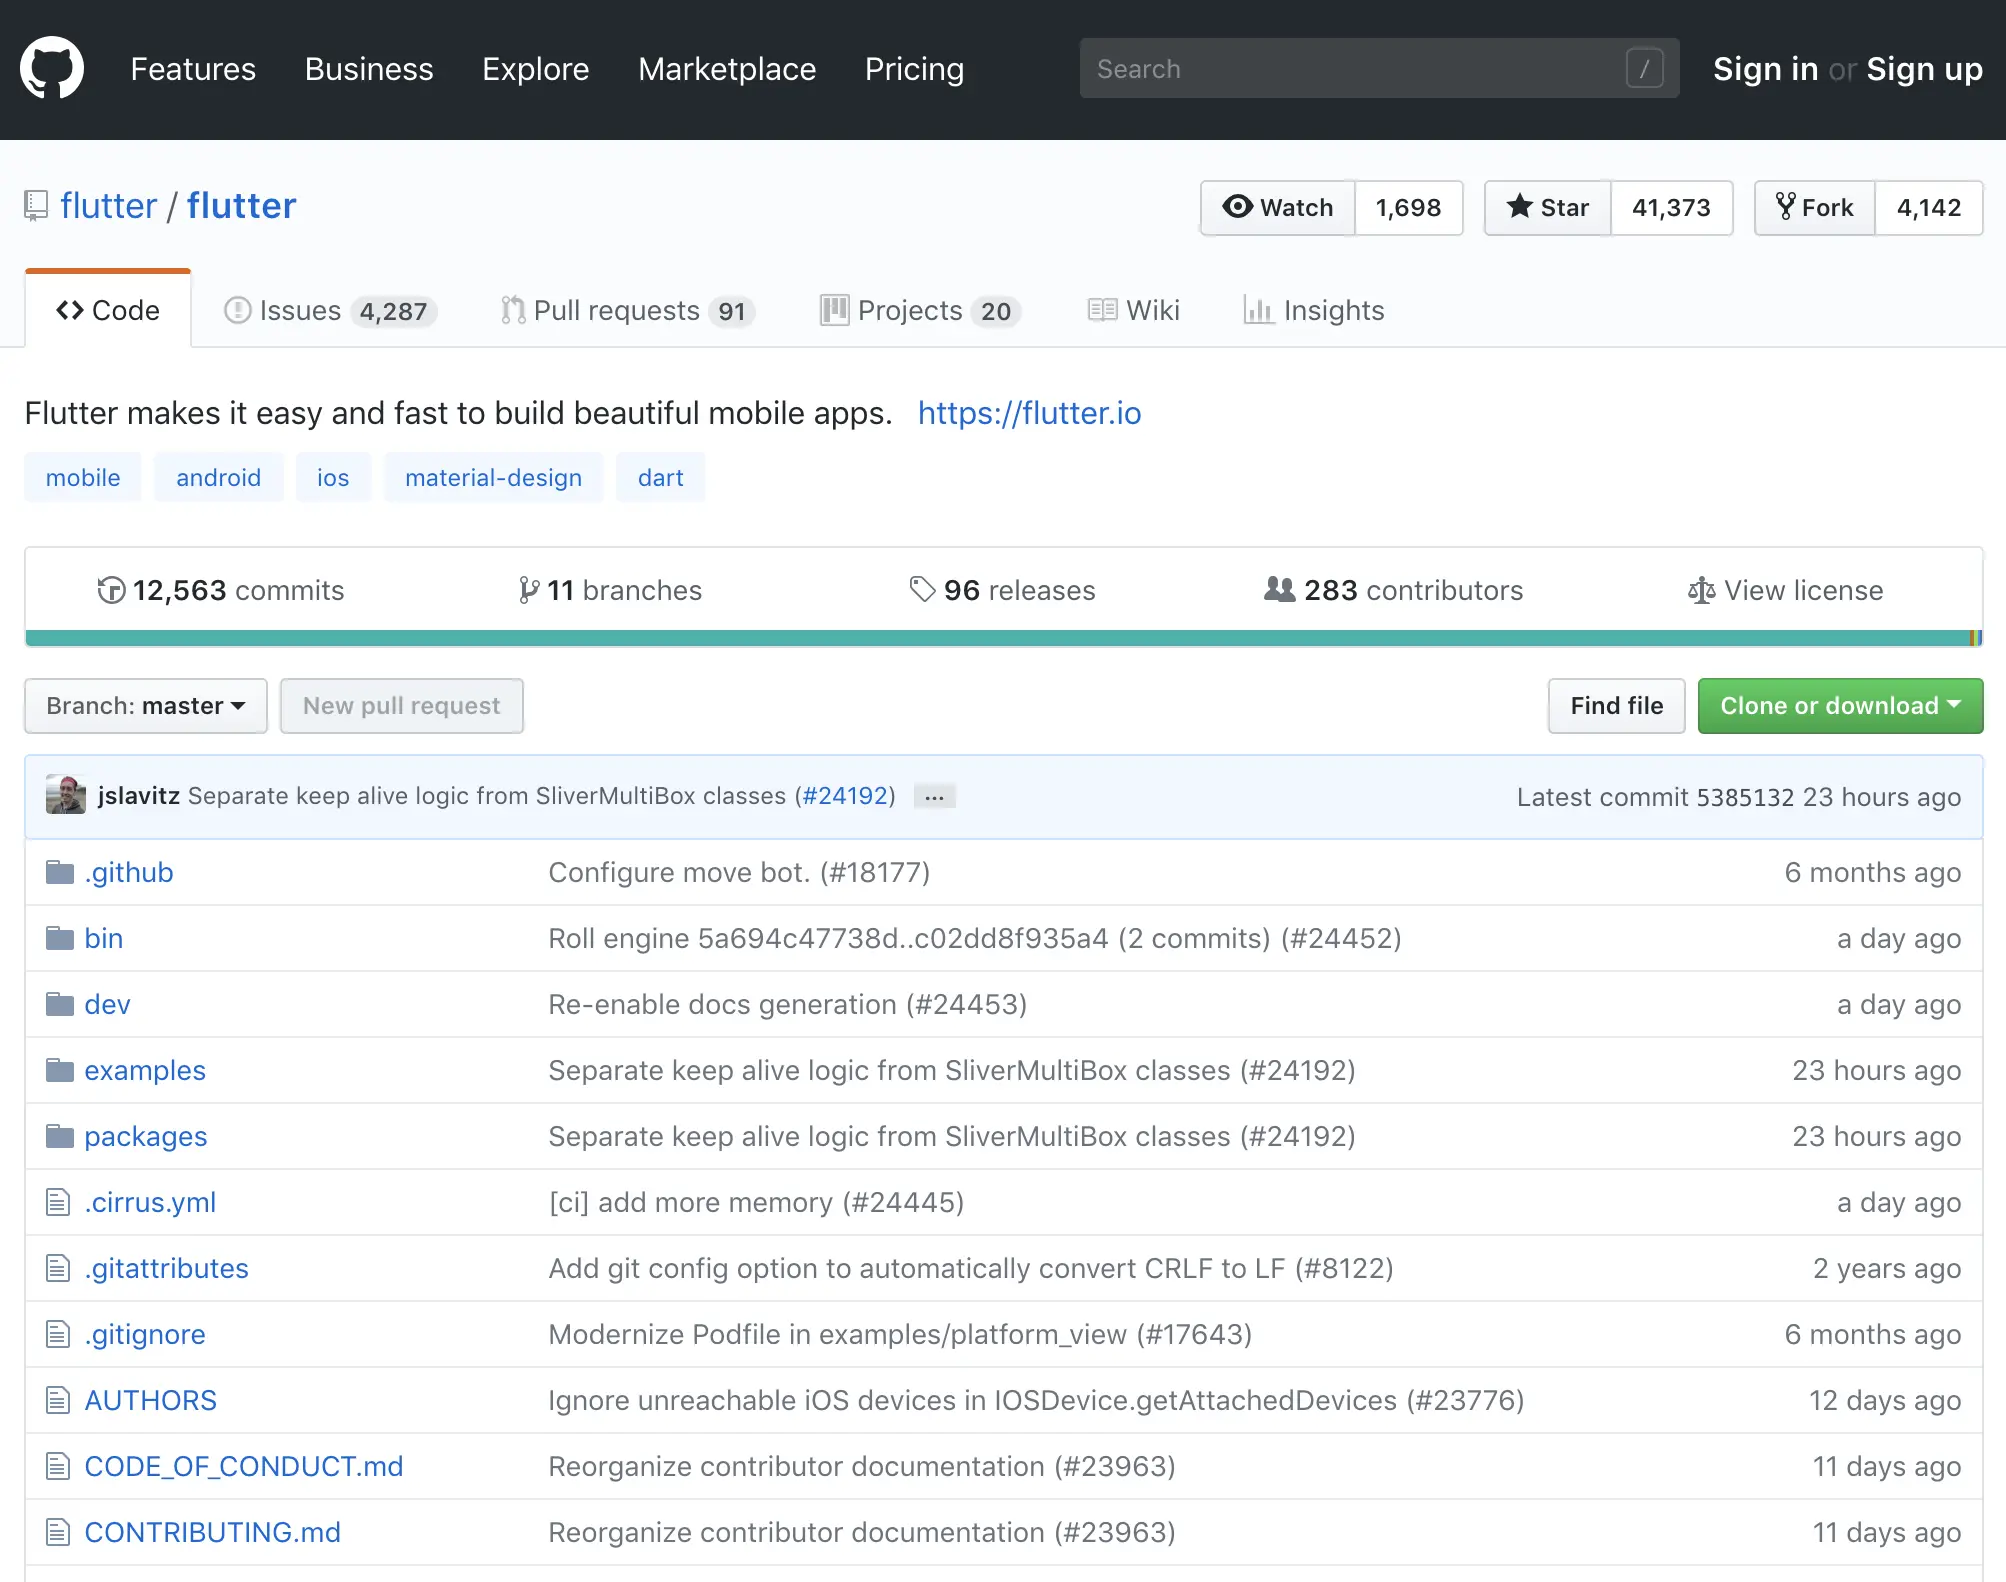 Features Business Explore Marketplace Pricing Search / Sign in or Sign up
flutter / flutter Watch 1,698 Star 41,373 Fork 4,142
Code Issues 4,287 Pull requests 91 Projects 20 Wiki Insights
Flutter makes it easy and fast to build beautiful mobile apps. https://flutter.io
mobile android ios material-design dart
12,563 commits 11 branches 96 releases 283 contributors View license
Branch: master New pull request Find file Clone or download
jslavitz Separate keep alive logic from SliverMultiBox classes (#24192) … Latest commit 5385132 23 hours ago
.github Configure move bot. (#18177) 6 months ago
bin Roll engine 5a694c47738d..c02dd8f935a4 (2 commits) (#24452) a day ago
dev Re-enable docs generation (#24453) a day ago
examples Separate keep alive logic from SliverMultiBox classes (#24192) 23 hours ago
packages Separate keep alive logic from SliverMultiBox classes (#24192) 23 hours ago
.cirrus.yml [ci] add more memory (#24445) a day ago
.gitattributes Add git config option to automatically convert CRLF to LF (#8122) 2 years ago
.gitignore Modernize Podfile in examples/platform_view (#17643) 6 months ago
AUTHORS Ignore unreachable iOS devices in IOSDevice.getAttachedDevices (#23776) 12 days ago
CODE_OF_CONDUCT.md Reorganize contributor documentation (#23963) 11 days ago
CONTRIBUTING.md Reorganize contributor documentation (#23963) 11 days ago